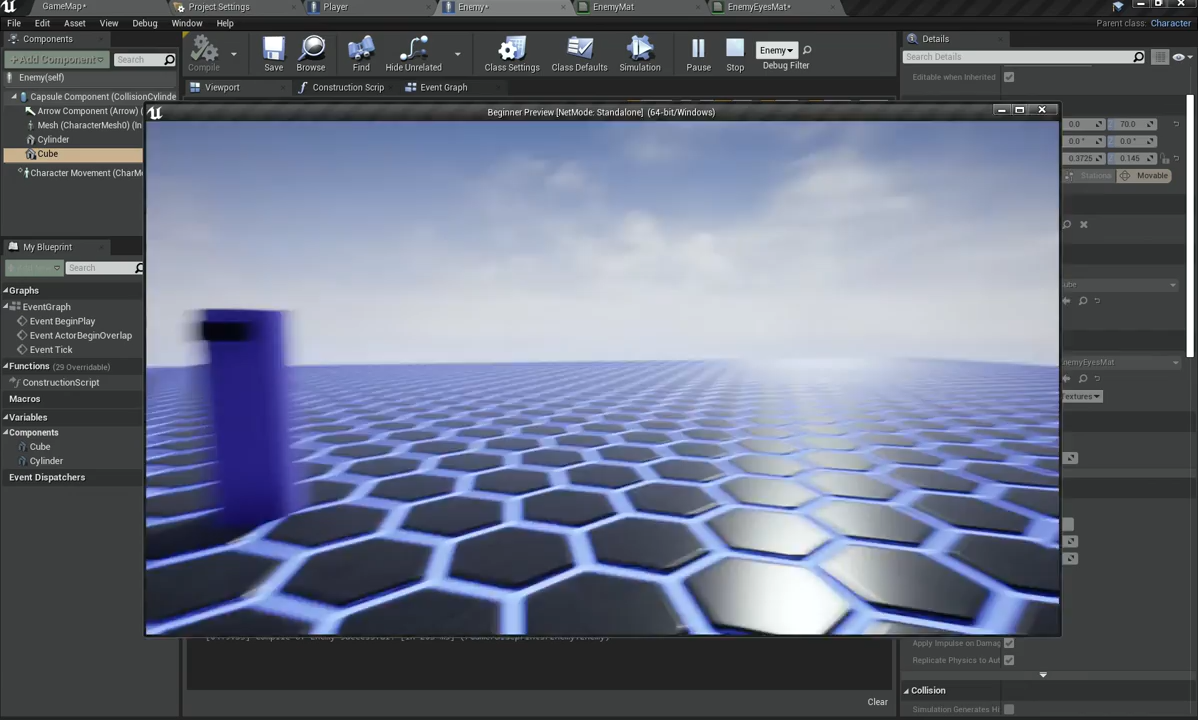 GameMap*
Project Settings
Player
Enemy*
EnemyMat
EnemyEyesMat*
File
Edit
Asset
View
Debug
Window
Help
Parent class: Character
Components
+Add Component
Search
Enemy(self)
Capsule Component (CollisionCylinde
Arrow Component (Arrow) (
Mesh (CharacterMesh0) (In
Cylinder
Cube
Character Movement (CharM
Compile
Save
Browse
Find
Hide Unrelated
Class Settings
Class Defaults
Simulation
Pause
Stop
Enemy
Debug Filter
Viewport
Construction Scrip
Event Graph
Details
Search Details
Editable when Inherited
Beginner Preview [NetMode: Standalone] (64-bit/Windows)
0.0
70.0
0.0°
0.0°
0.3725
0.145
Stationa
Movable
ube
nemyEyesMat
Textures
My Blueprint
Search
Graphs
EventGraph
Event BeginPlay
Event ActorBeginOverlap
Event Tick
Functions (29 Overridable)
ConstructionScript
Macros
Variables
Components
Cube
Cylinder
Event Dispatchers
Clear
Apply Impulse on Damag
Replicate Physics to Aut
Collision
Simulation Generates Hi